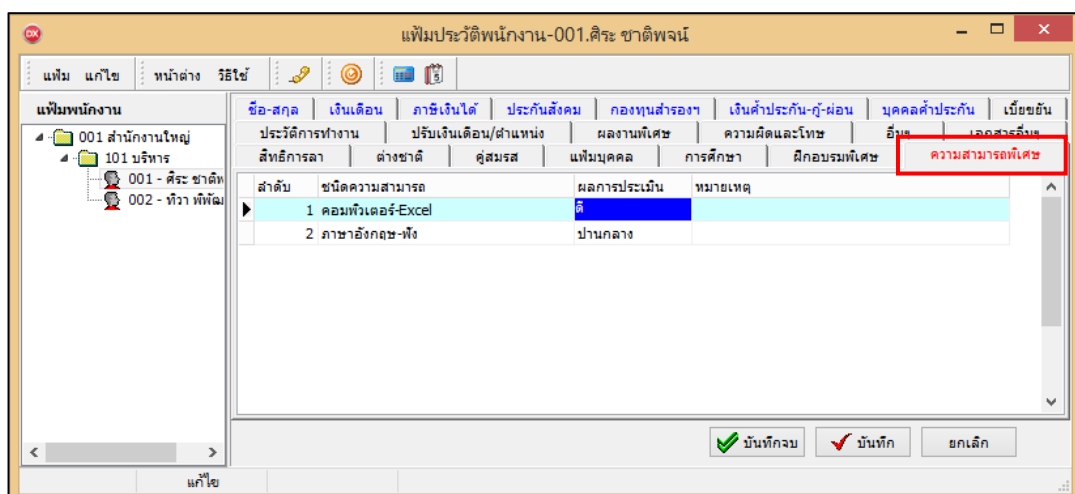 แฟ้มประวัติพนักงาน-001.ศิระ ชาติพจน์
แฟ้ม แก้ไข หน้าต่าง วิธีใช้
แฟ้มพนักงาน
001 สำนักงานใหญ่
101 บริหาร
001 - ศิระ ชาติพ
002 - ทิวา พิพัฒ
ชื่อ-สกุล เงินเดือน ภาษีเงินได้ ประกันสังคม กองทุนสำรองฯ เงินค้ำประกัน-กู้-ผ่อน บุคคลค้ำประกัน เบี้ยขยัน
ประวัติการทำงาน ปรับเงินเดือน/ตำแหน่ง ผลงานพิเศษ ความผิดและโทษ อื่นๆ เอกสารอื่นๆ
สิทธิการลา ต่างชาติ คู่สมรส แฟ้มบุคคล การศึกษา ฝึกอบรมพิเศษ ความสามารถพิเศษ
ลำดับ ชนิดความสามารถ ผลการประเมิน หมายเหตุ
1 คอมพิวเตอร์-Excel ดี
2 ภาษาอังกฤษ-ฟัง ปานกลาง
บันทึกจบ บันทึก ยกเลิก
แก้ไข